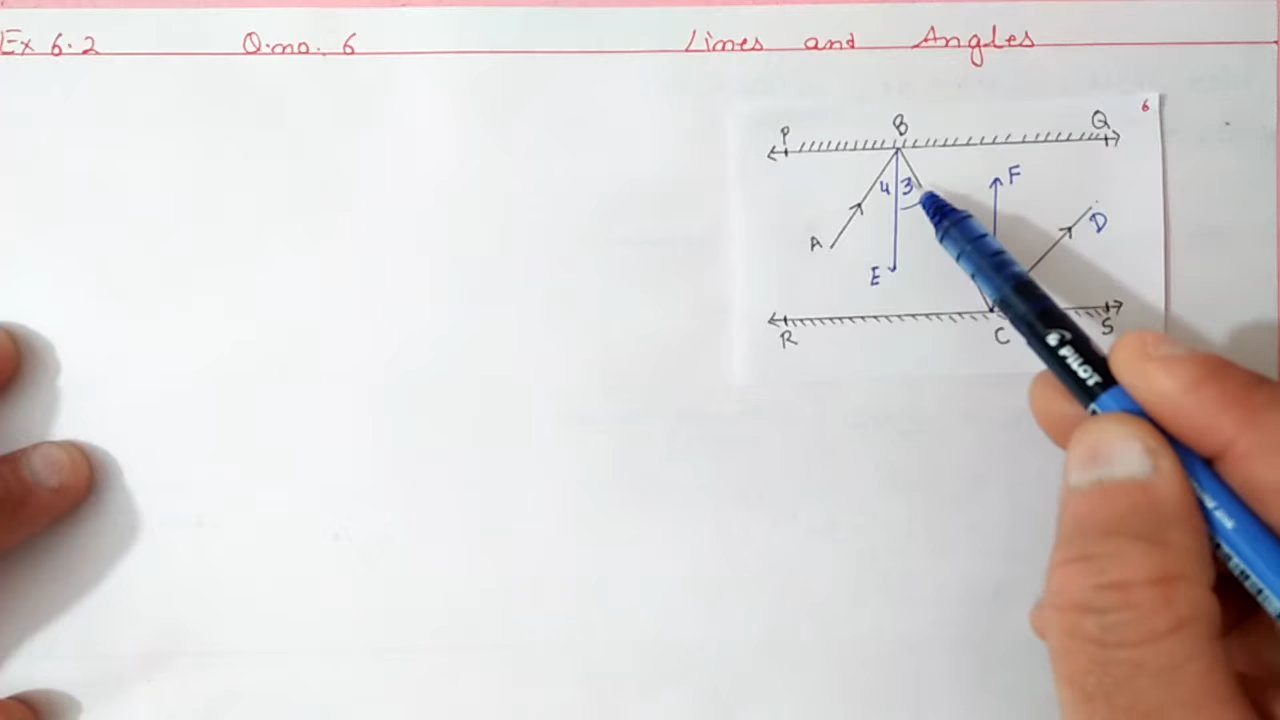 Ex 6.2 Q.no. 6 Lines and Angles
6
P B Q
4 3 F
A D
E
R C S
PILOT